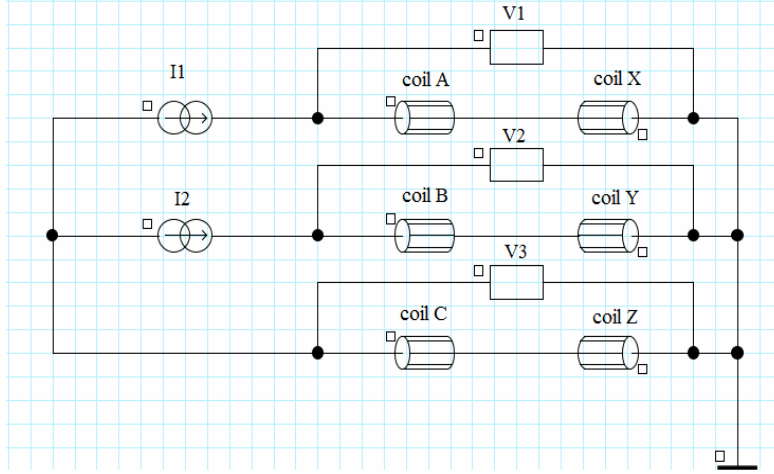 V1
I1
coil A
coil X
V2
I2
coil B
coil Y
V3
coil C
coil Z